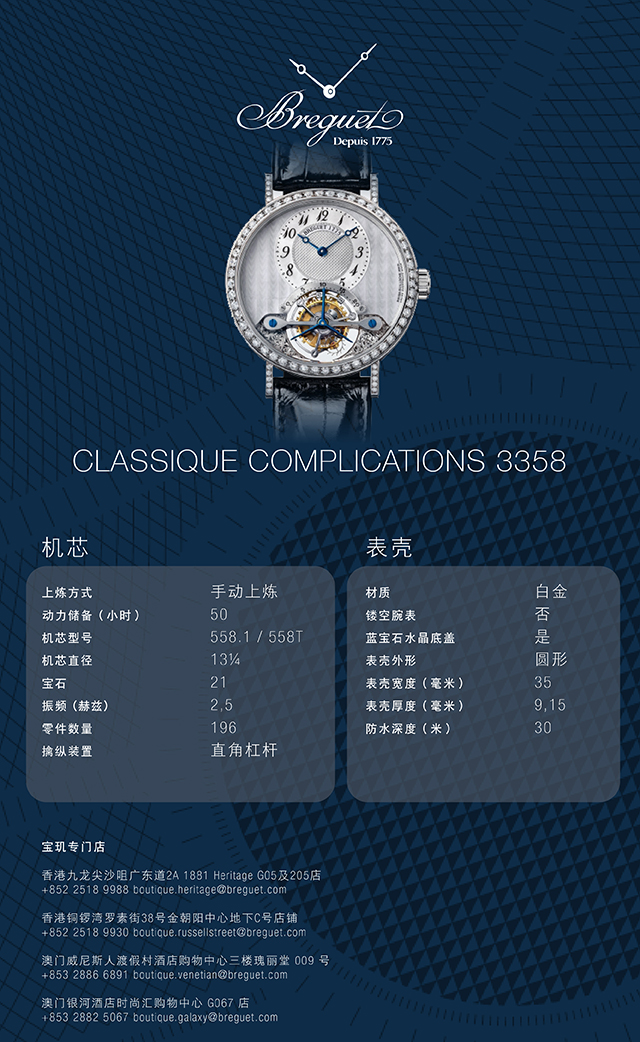 Breguet
Depuis 1775
BREGUET
CLASSIQUE COMPLICATIONS 3358
机芯
上炼方式 手动上炼
动力储备（小时） 50
机芯型号 558.1 / 558T
机芯直径 13¼
宝石 21
振频 (赫兹) 2,5
零件数量 196
擒纵装置 直角杠杆
表壳
材质 白金
镂空腕表 否
蓝宝石水晶底盖 是
表壳外形 圆形
表壳宽度（毫米） 35
表壳厚度（毫米） 9,15
防水深度（米） 30
宝玑专门店
香港九龙尖沙咀广东道2A 1881 Heritage G05及205店
+852 2518 9988 boutique.heritage@breguet.com
香港铜锣湾罗素街38号金朝阳中心地下C号店铺
+852 2518 9930 boutique.russellstreet@breguet.com
澳门威尼斯人渡假村酒店购物中心三楼瑰丽堂 009 号
+853 2886 6891 boutique.venetian@breguet.com
澳门银河酒店时尚汇购物中心 G067 店
+853 2882 5067 boutique.galaxy@breguet.com